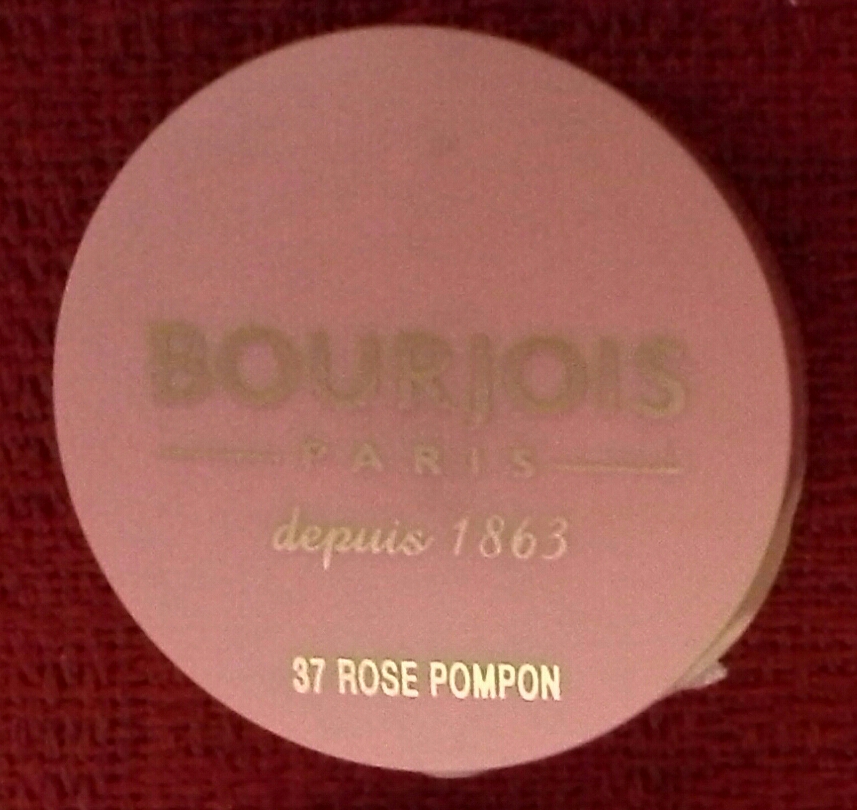 BOURJOIS
PARIS
depuis 1863
37 ROSE POMPON